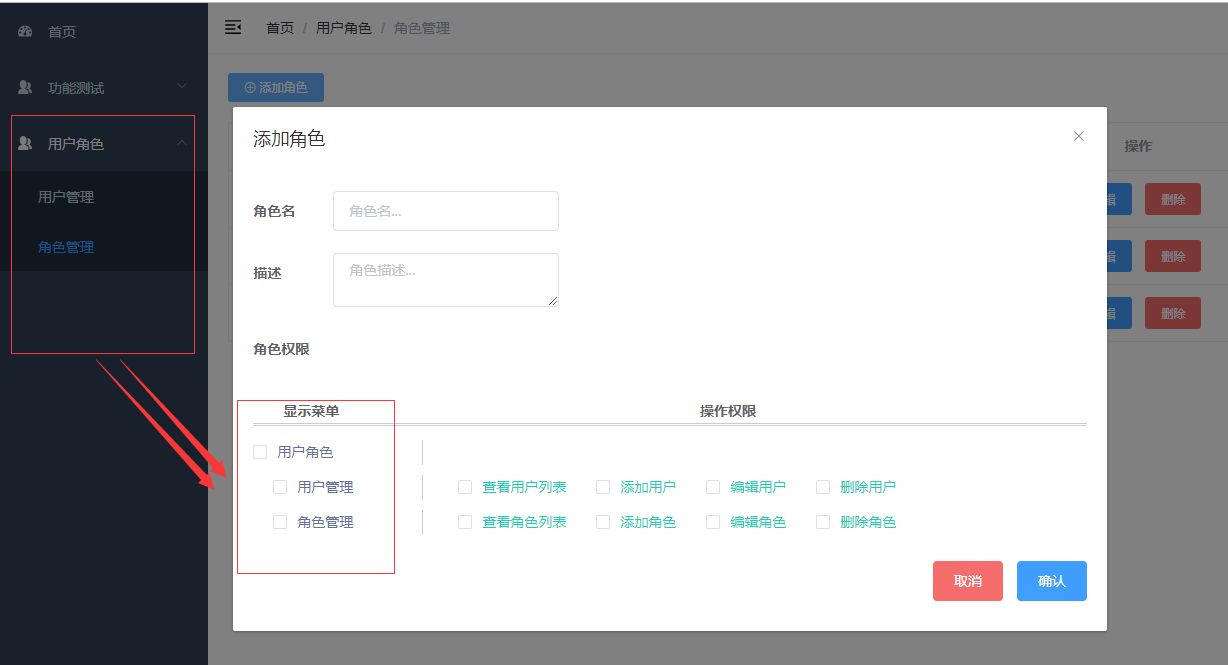 首页
功能测试
用户角色
用户管理
角色管理
首页 / 用户角色 / 角色管理
添加角色
操作
辑 删除
辑 删除
辑 删除
添加角色
角色名 角色名...
描述 角色描述...
角色权限
显示菜单 操作权限
用户角色
用户管理 查看用户列表 添加用户 编辑用户 删除用户
角色管理 查看角色列表 添加角色 编辑角色 删除角色
取消 确认